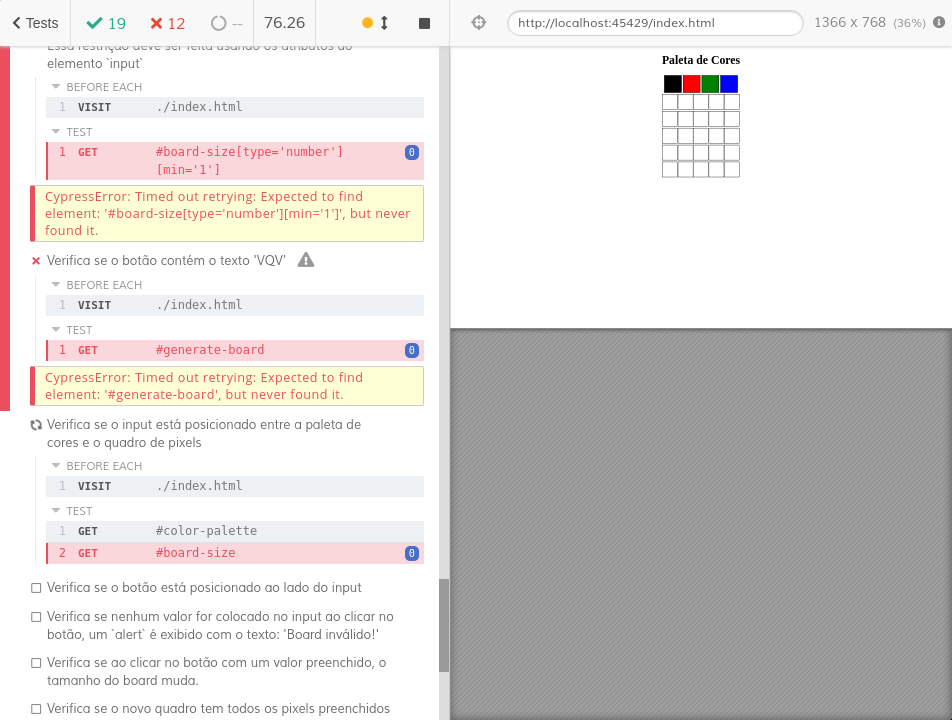 Tests 19 12 -- 76.26 http://localhost:45429/index.html 1366 x 768 (36%)
Essa restrição deve ser feita usando os atributos do
elemento `input`
BEFORE EACH
1 VISIT ./index.html
TEST
1 GET #board-size[type='number']
[min='1'] 0
CypressError: Timed out retrying: Expected to find
element: '#board-size[type='number'][min='1']', but never
found it.
Verifica se o botão contém o texto 'VQV'
BEFORE EACH
1 VISIT ./index.html
TEST
1 GET #generate-board 0
CypressError: Timed out retrying: Expected to find
element: '#generate-board', but never found it.
Verifica se o input está posicionado entre a paleta de
cores e o quadro de pixels
BEFORE EACH
1 VISIT ./index.html
TEST
1 GET #color-palette
2 GET #board-size 0
Verifica se o botão está posicionado ao lado do input
Verifica se nenhum valor for colocado no input ao clicar no
botão, um `alert` é exibido com o texto: 'Board inválido!'
Verifica se ao clicar no botão com um valor preenchido, o
tamanho do board muda.
Verifica se o novo quadro tem todos os pixels preenchidos
Paleta de Cores